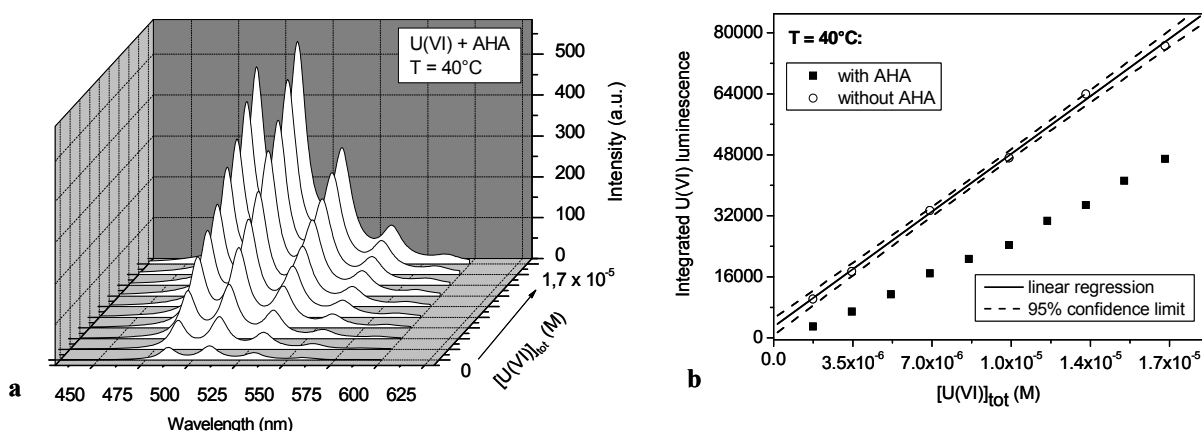 U(VI) + AHA
T = 40°C
500
400
300
200
100
0
Intensity (a.u.)
1,7 x 10-5
[U(VI)]tot (M)
0
450 475 500 525 550 575 600 625
Wavelength (nm)
a
T = 40°C:
with AHA
without AHA
80000
64000
48000
32000
16000
0
Integrated U(VI) luminescence
linear regression
95% confidence limit
0.0 3.5x10-6 7.0x10-6 1.0x10-5 1.4x10-5 1.7x10-5
[U(VI)]tot (M)
b